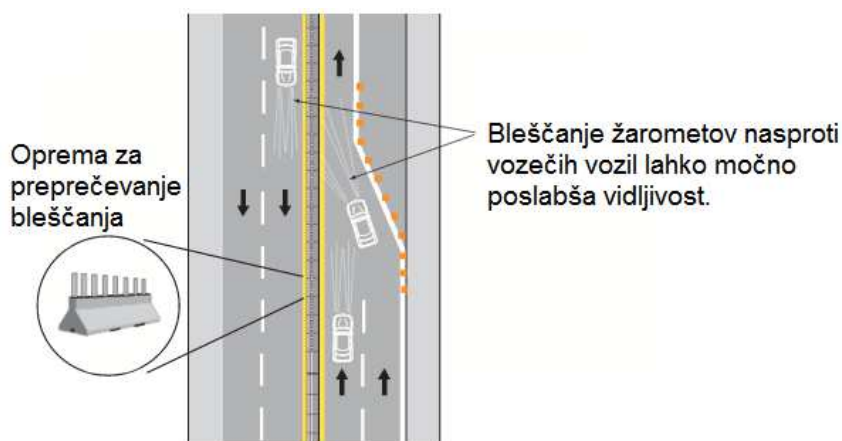 Oprema za
preprečevanje
bleščanja
Bleščanje žarometov nasproti
vozečih vozil lahko močno
poslabša vidljivost.